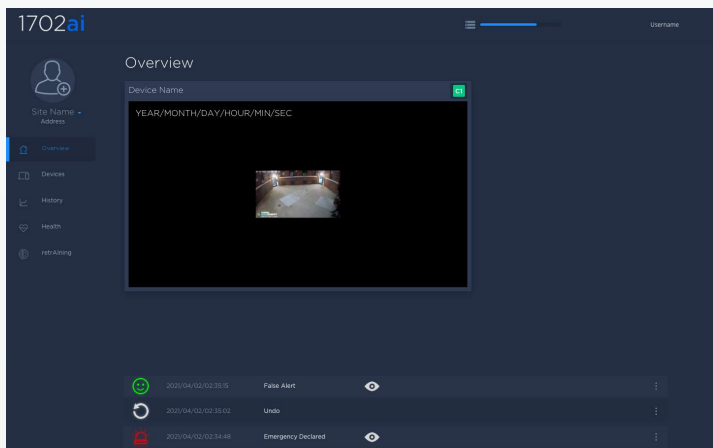 1702ai
Username
Overview
Device Name
C1
Site Name
Address
YEAR/MONTH/DAY/HOUR/MIN/SEC
Overview
Devices
History
Health
retrAIning
2021/04/02/02:35:15 False Alert
2021/04/02/02:35:02 Undo
2021/04/02/02:34:48 Emergency Declared